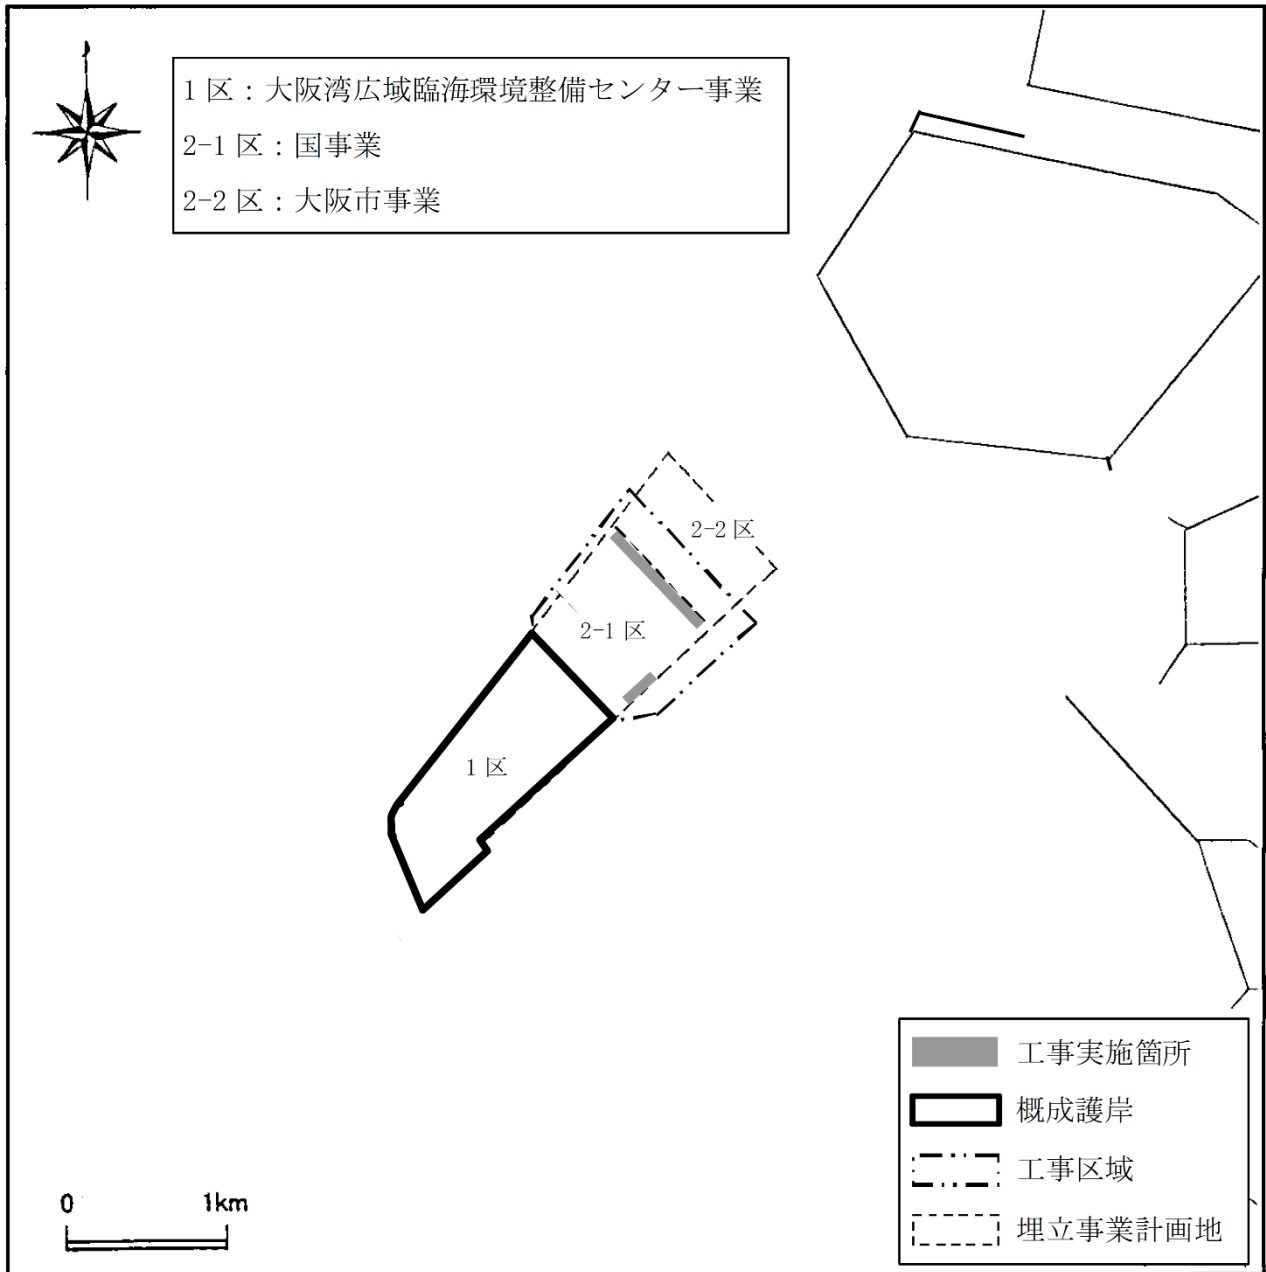 1 区：大阪湾広域臨海環境整備センター事業
2-1 区：国事業
2-2 区：大阪市事業
2-2 区
2-1 区
1 区
工事実施箇所
概成護岸
工事区域
埋立事業計画地
0 1km